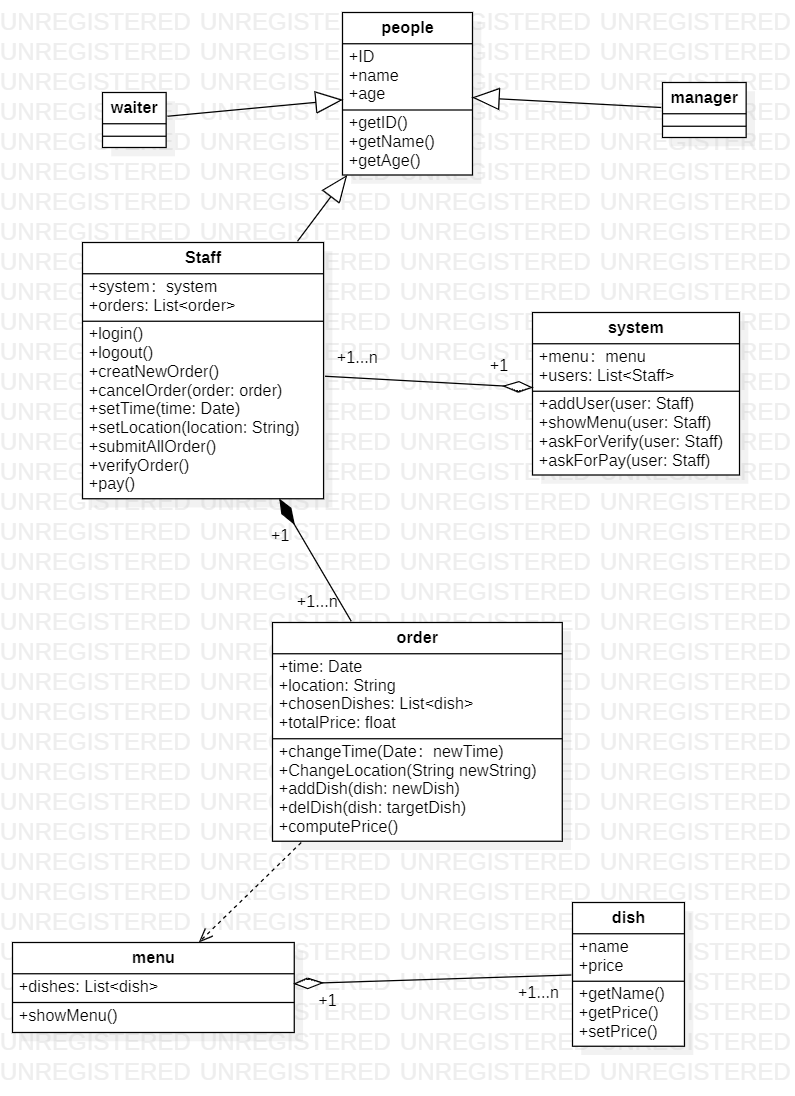 people
+ID
+name
+age
+getID()
+getName()
+getAge()
waiter
manager
Staff
+system：system
+orders: List<order>
+login()
+logout()
+creatNewOrder()
+cancelOrder(order: order)
+setTime(time: Date)
+setLocation(location: String)
+submitAllOrder()
+verifyOrder()
+pay()
+1...n
+1
system
+menu：menu
+users: List<Staff>
+addUser(user: Staff)
+showMenu(user: Staff)
+askForVerify(user: Staff)
+askForPay(user: Staff)
+1
+1...n
order
+time: Date
+location: String
+chosenDishes: List<dish>
+totalPrice: float
+changeTime(Date：newTime)
+ChangeLocation(String newString)
+addDish(dish: newDish)
+delDish(dish: targetDish)
+computePrice()
menu
+dishes: List<dish>
+showMenu()
+1
+1...n
dish
+name
+price
+getName()
+getPrice()
+setPrice()
UNREGISTERED UNREGISTERED UNREGISTERED UNREGISTERED